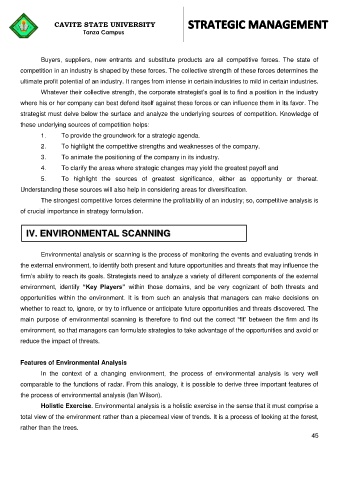 CAVITE STATE UNIVERSITY
Tanza Campus
STRATEGIC MANAGEMENT
Buyers, suppliers, new entrants and substitute products are all competitive forces. The state of
competition in an industry is shaped by these forces. The collective strength of these forces determines the
ultimate profit potential of an industry. It ranges from intense in certain industries to mild in certain industries.
Whatever their collective strength, the corporate strategist's goal is to find a position in the industry
where his or her company can best defend itself against these forces or can influence them in its favor. The
strategist must delve below the surface and analyze the underlying sources of competition. Knowledge of
these underlying sources of competition helps:
1. To provide the groundwork for a strategic agenda.
2. To highlight the competitive strengths and weaknesses of the company.
3. To animate the positioning of the company in its industry.
4. To clarify the areas where strategic changes may yield the greatest payoff and
5. To highlight the sources of greatest significance, either as opportunity or thereat.
Understanding these sources will also help in considering areas for diversification.
The strongest competitive forces determine the profitability of an industry; so, competitive analysis is
of crucial importance in strategy formulation.
IV. ENVIRONMENTAL SCANNING
Environmental analysis or scanning is the process of monitoring the events and evaluating trends in
the external environment, to identify both present and future opportunities and threats that may influence the
firm's ability to reach its goals. Strategists need to analyze a variety of different components of the external
environment, identify "Key Players" within those domains, and be very cognizant of both threats and
opportunities within the environment. It is from such an analysis that managers can make decisions on
whether to react to, ignore, or try to influence or anticipate future opportunities and threats discovered. The
main purpose of environmental scanning is therefore to find out the correct "fit" between the firm and its
environment, so that managers can formulate strategies to take advantage of the opportunities and avoid or
reduce the impact of threats.
Features of Environmental Analysis
In the context of a changing environment, the process of environmental analysis is very well
comparable to the functions of radar. From this analogy, it is possible to derive three important features of
the process of environmental analysis (Ian Wilson).
Holistic Exercise. Environmental analysis is a holistic exercise in the sense that it must comprise a
total view of the environment rather than a piecemeal view of trends. It is a process of looking at the forest,
rather than the trees.
45